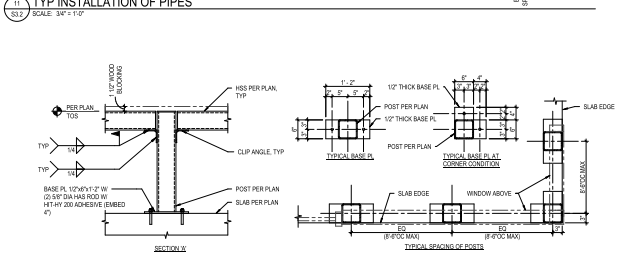 11
S3.2
TYP INSTALLATION OF PIPES
SCALE: 3/4" = 1'-0"
1 1/2" WOOD
BLOCKING
PER PLAN
TOS
HSS PER PLAN,
TYP
TYP
1/4
TYP
1/4
CLIP ANGLE, TYP
BASE PL 1/2"x6"x1'-2" W/
(2) 5/8" DIA HAS ROD W/
HIT-HY 200 ADHESIVE (EMBED
4")
POST PER PLAN
SLAB PER PLAN
SECTION W
1' - 2"
2" 5" 5" 2"
6"
3" 3"
1/2" THICK BASE PL
POST PER PLAN
1/2" THICK BASE PL
POST PER PLAN
TYPICAL BASE PL
6" 4"
3" 3" 2" 2"
4"
6"
TYPICAL BASE PL AT
CORNER CONDITION
SLAB EDGE
8'-6"OC MAX
SLAB EDGE
WINDOW ABOVE
EQ
(8'-6"OC MAX)
EQ
(8'-6"OC MAX)
3"
3"
TYPICAL SPACING OF POSTS